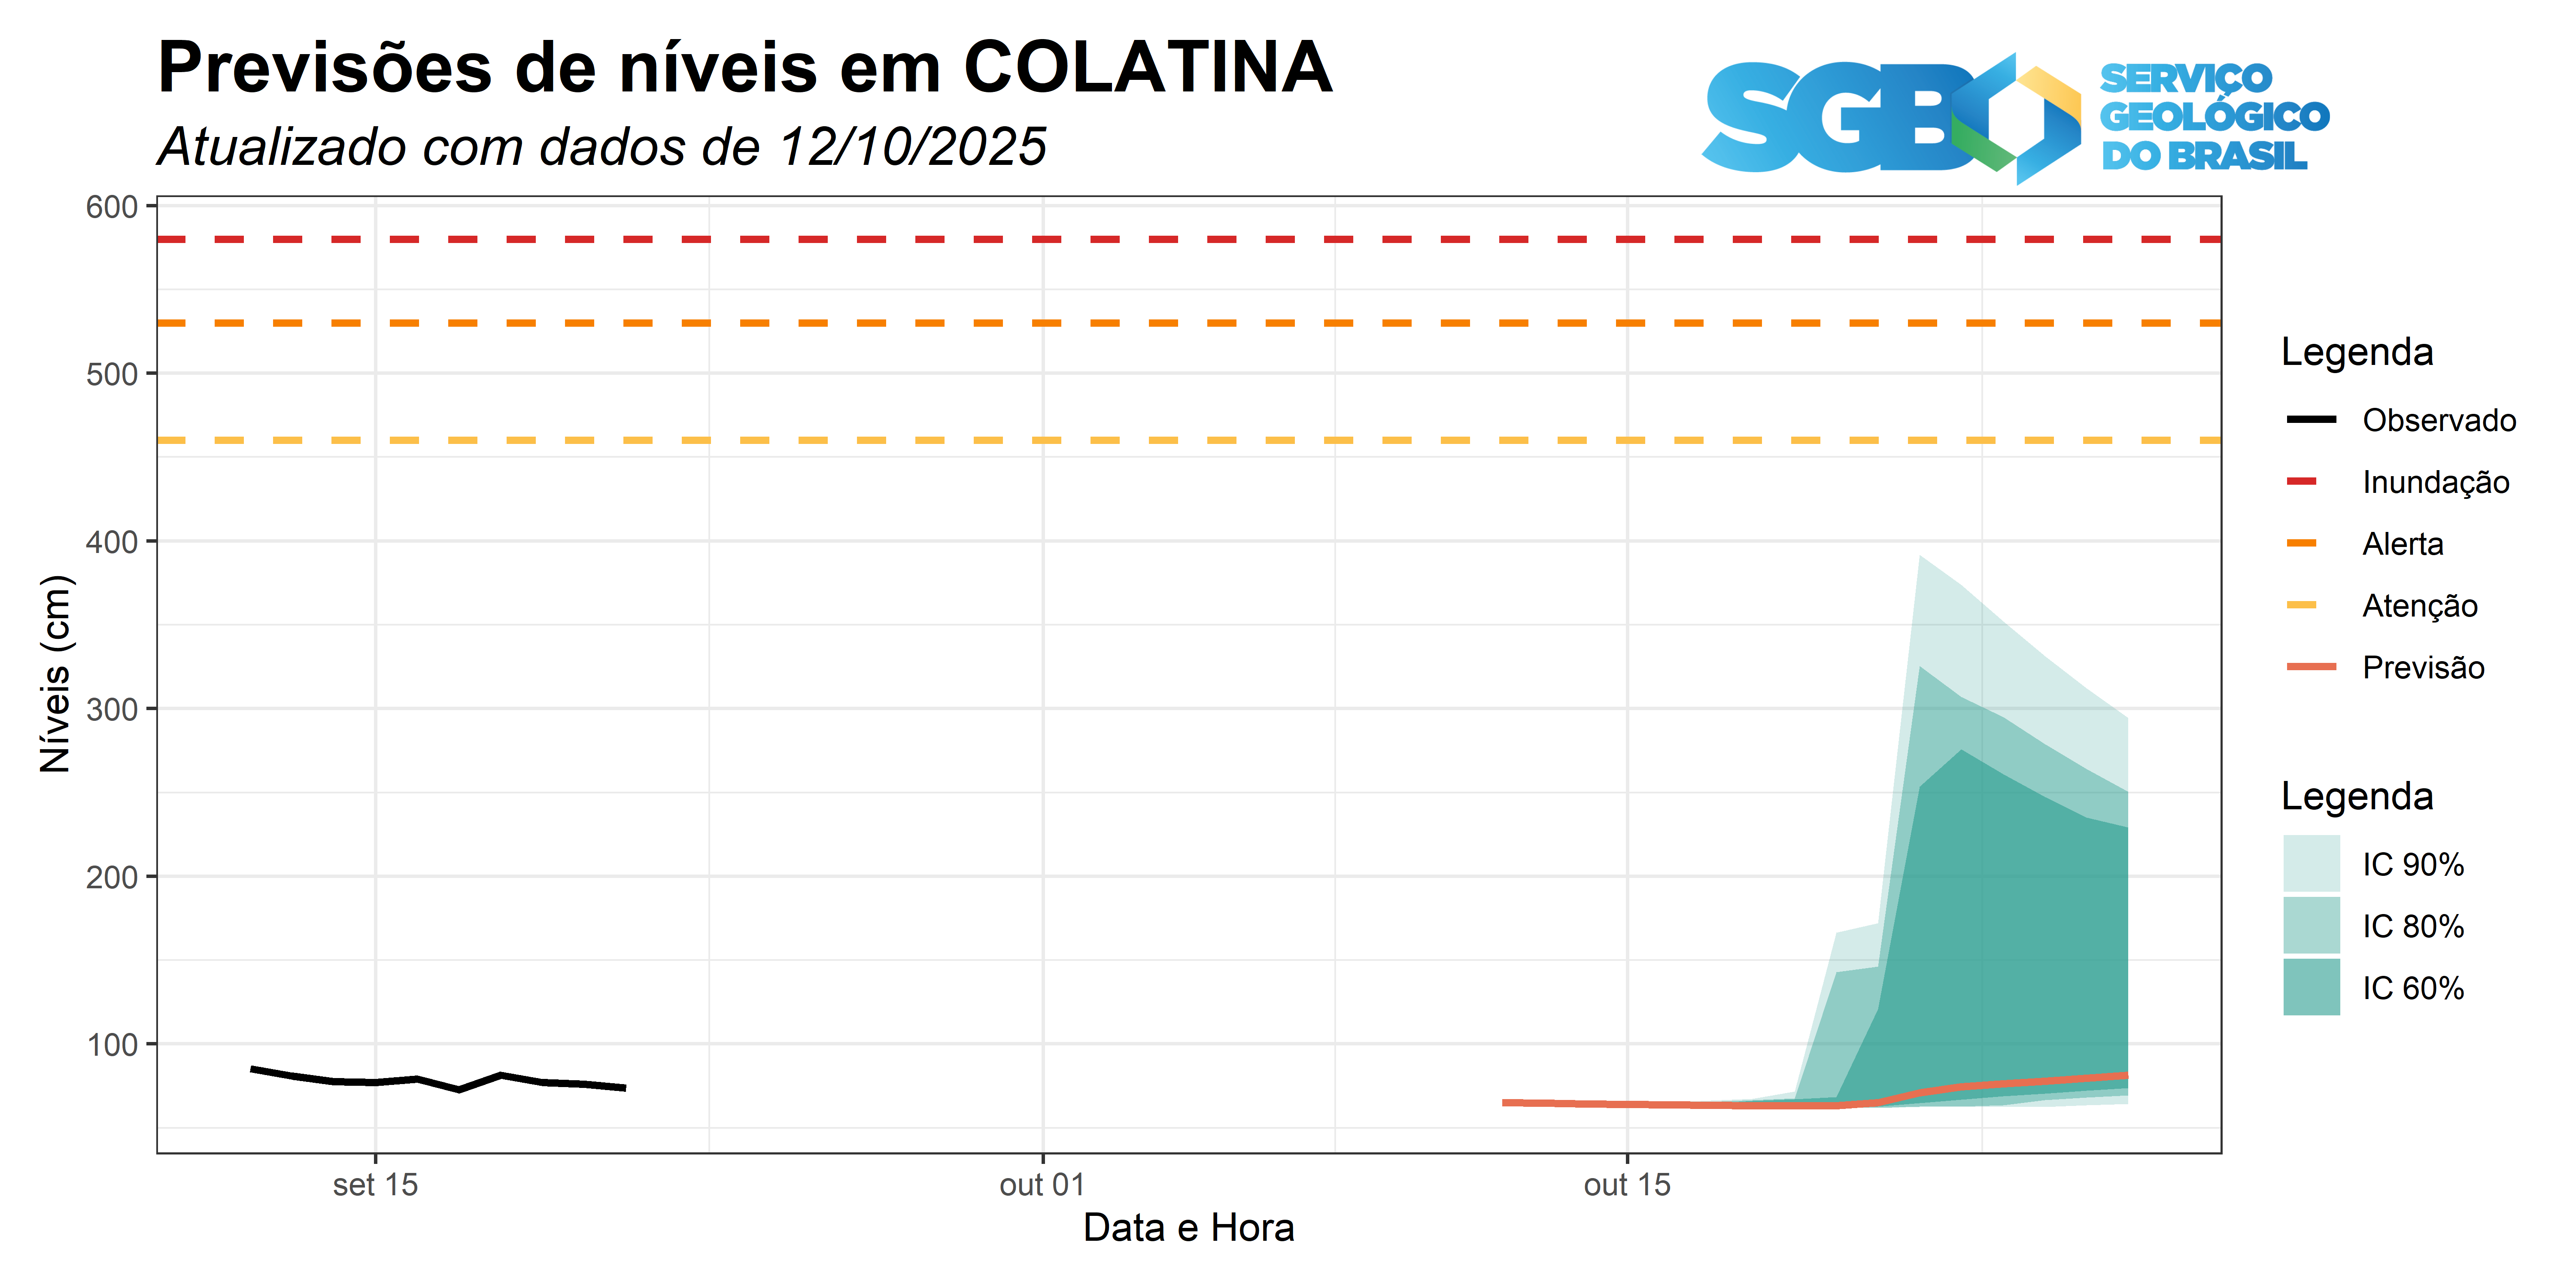 Previsões de níveis em COLATINA
Atualizado com dados de 12/10/2025
SGB
SERVIÇO
GEOLÓGICO
DO BRASIL
600
500
400
300
200
100
Níveis (cm)
set 15
out 01
out 15
Data e Hora
Legenda
Observado
Inundação
Alerta
Atenção
Previsão
Legenda
IC 90%
IC 80%
IC 60%